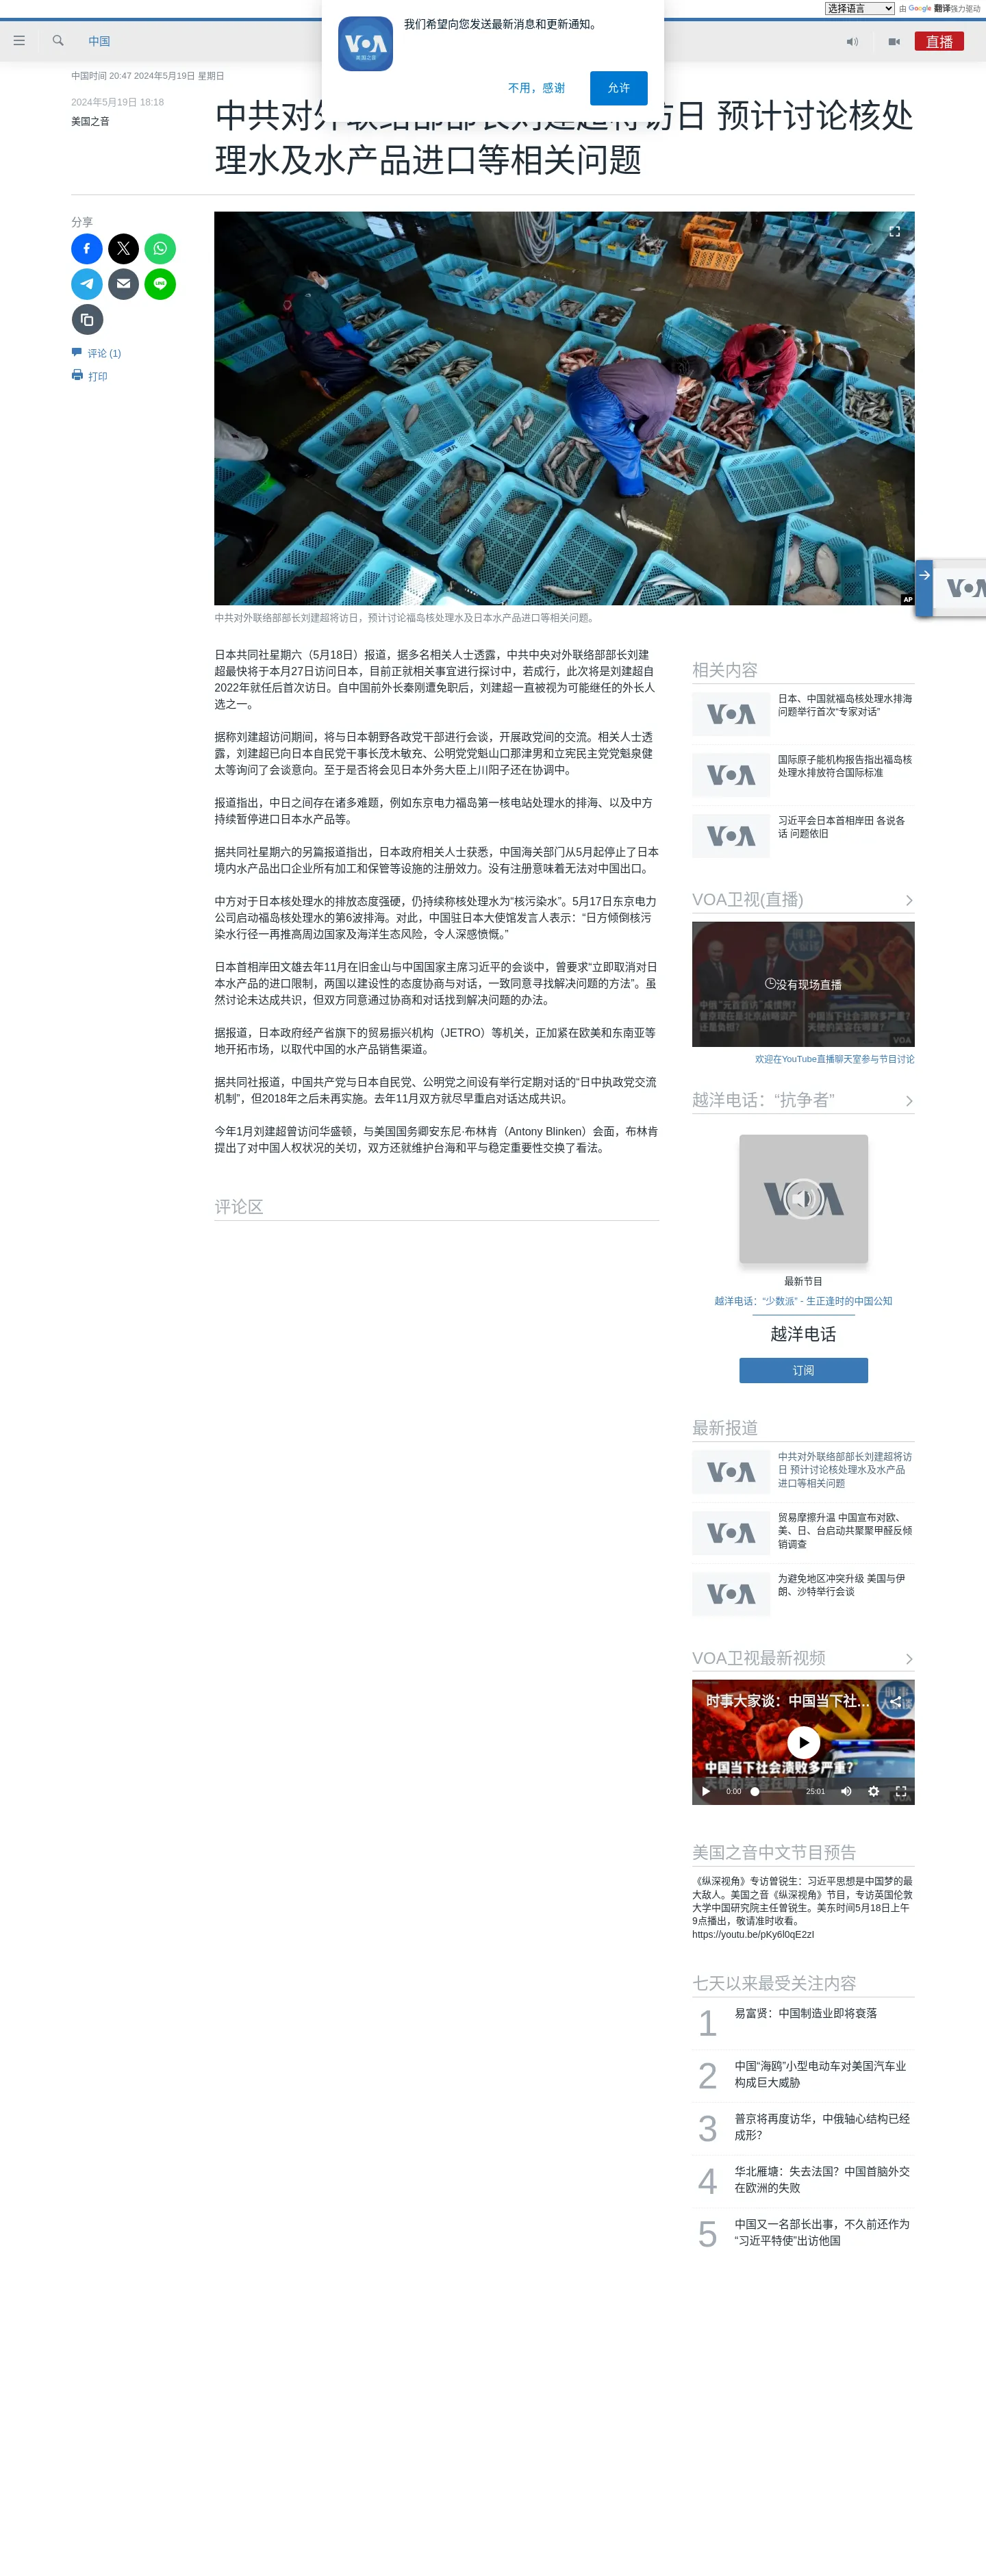 选择语言
由 Google 翻译强力驱动
我们希望向您发送最新消息和更新通知。
VOA
美国之音
不用，感谢
允许
中国
直播
中国时间 20:47 2024年5月19日 星期日
2024年5月19日 18:18
美国之音
中共对外联络部部长刘建超将访日 预计讨论核处
理水及水产品进口等相关问题
分享
LINE
评论 (1)
打印
AP
中共对外联络部部长刘建超将访日，预计讨论福岛核处理水及日本水产品进口等相关问题。
日本共同社星期六（5月18日）报道，据多名相关人士透露，中共中央对外联络部部长刘建
超最快将于本月27日访问日本，目前正就相关事宜进行探讨中，若成行，此次将是刘建超自
2022年就任后首次访日。自中国前外长秦刚遭免职后，刘建超一直被视为可能继任的外长人
选之一。
据称刘建超访问期间，将与日本朝野各政党干部进行会谈，开展政党间的交流。相关人士透
露，刘建超已向日本自民党干事长茂木敏充、公明党党魁山口那津男和立宪民主党党魁泉健
太等询问了会谈意向。至于是否将会见日本外务大臣上川阳子还在协调中。
报道指出，中日之间存在诸多难题，例如东京电力福岛第一核电站处理水的排海、以及中方
持续暂停进口日本水产品等。
据共同社星期六的另篇报道指出，日本政府相关人士获悉，中国海关部门从5月起停止了日本
境内水产品出口企业所有加工和保管等设施的注册效力。没有注册意味着无法对中国出口。
中方对于日本核处理水的排放态度强硬，仍持续称核处理水为“核污染水”。5月17日东京电力
公司启动福岛核处理水的第6波排海。对此，中国驻日本大使馆发言人表示：“日方倾倒核污
染水行径一再推高周边国家及海洋生态风险，令人深感愤慨。”
日本首相岸田文雄去年11月在旧金山与中国国家主席习近平的会谈中，曾要求“立即取消对日
本水产品的进口限制，两国以建设性的态度协商与对话，一致同意寻找解决问题的方法”。虽
然讨论未达成共识，但双方同意通过协商和对话找到解决问题的办法。
据报道，日本政府经产省旗下的贸易振兴机构（JETRO）等机关，正加紧在欧美和东南亚等
地开拓市场，以取代中国的水产品销售渠道。
据共同社报道，中国共产党与日本自民党、公明党之间设有举行定期对话的“日中执政党交流
机制”，但2018年之后未再实施。去年11月双方就尽早重启对话达成共识。
今年1月刘建超曾访问华盛顿，与美国国务卿安东尼·布林肯（Antony Blinken）会面，布林肯
提出了对中国人权状况的关切，双方还就维护台海和平与稳定重要性交换了看法。
评论区
相关内容
VOA
日本、中国就福岛核处理水排海
问题举行首次“专家对话”
VOA
国际原子能机构报告指出福岛核
处理水排放符合国际标准
VOA
习近平会日本首相岸田 各说各
话 问题依旧
VOA卫视(直播)
没有现场直播
欢迎在YouTube直播聊天室参与节目讨论
越洋电话：“抗争者”
最新节目
越洋电话：“少数派” - 生正逢时的中国公知
越洋电话
订阅
最新报道
VOA
中共对外联络部部长刘建超将访
日 预计讨论核处理水及水产品
进口等相关问题
VOA
贸易摩擦升温 中国宣布对欧、
美、日、台启动共聚聚甲醛反倾
销调查
VOA
为避免地区冲突升级 美国与伊
朗、沙特举行会谈
VOA卫视最新视频
时事大家谈：中国当下社...
中国当下社会溃败多严重？
0:00
25:01
美国之音中文节目预告
《纵深视角》专访曾锐生：习近平思想是中国梦的最
大敌人。美国之音《纵深视角》节目，专访英国伦敦
大学中国研究院主任曾锐生。美东时间5月18日上午
9点播出，敬请准时收看。
https://youtu.be/pKy6l0qE2zI
七天以来最受关注内容
1
易富贤：中国制造业即将衰落
2
中国“海鸥”小型电动车对美国汽车业
构成巨大威胁
3
普京将再度访华，中俄轴心结构已经
成形？
4
华北雁塘：失去法国？中国首脑外交
在欧洲的失败
5
中国又一名部长出事，不久前还作为
“习近平特使”出访他国